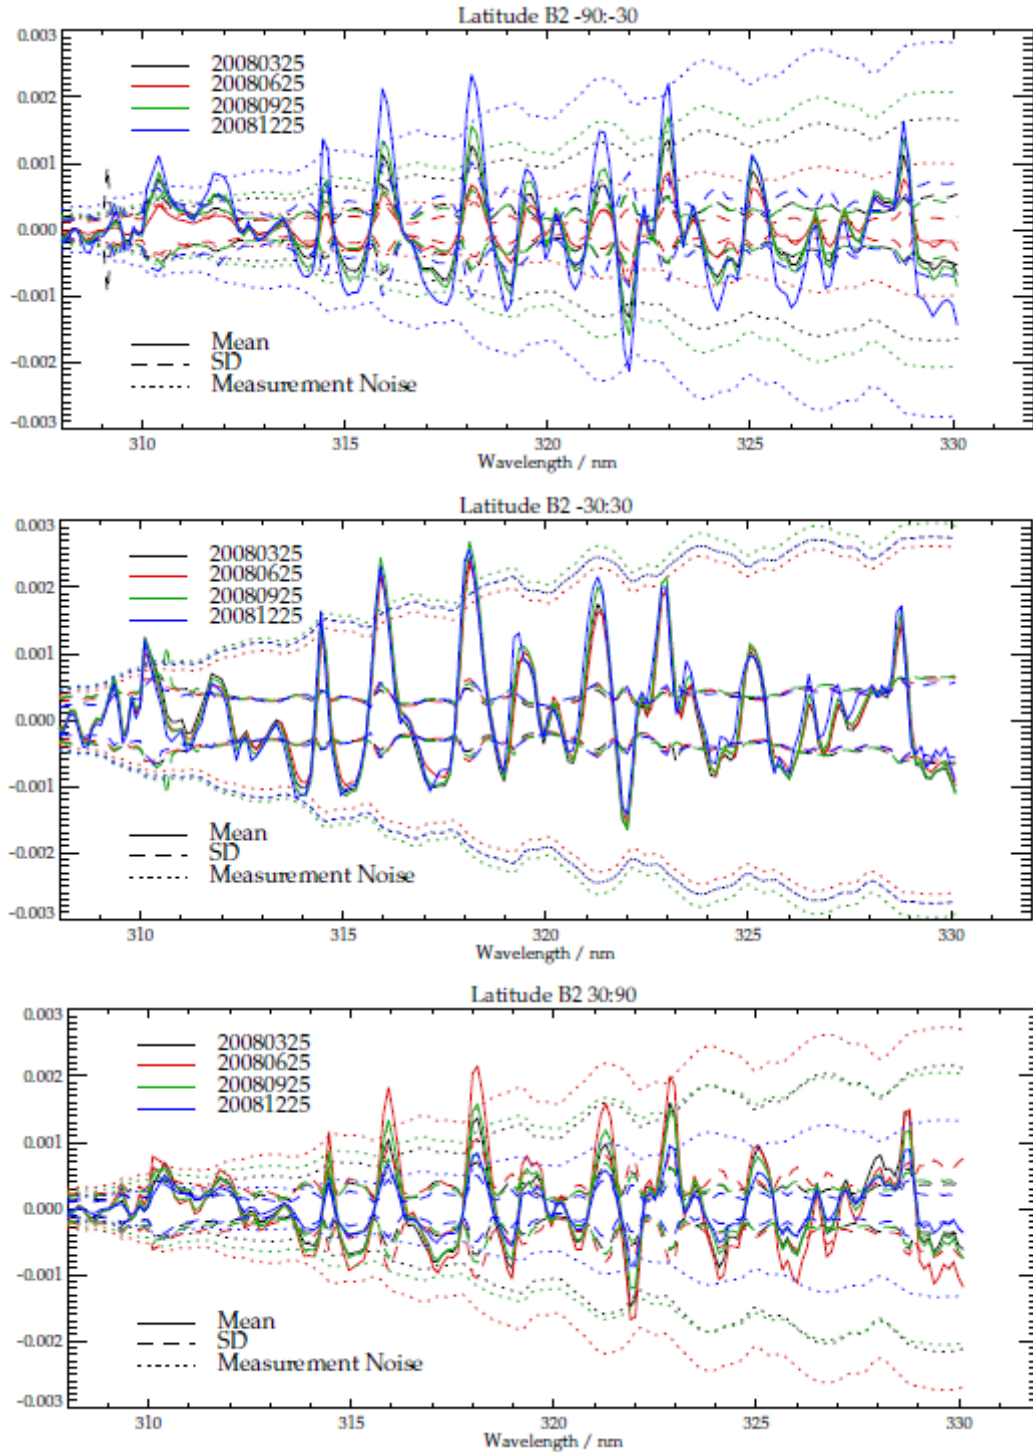 Latitude B2 -90:-30
0.003
0.002
0.001
0.000
-0.001
-0.002
-0.003
20080325
20080625
20080925
20081225
Mean
SD
Measurement Noise
310 315 320 325 330
Wavelength / nm
Latitude B2 -30:30
0.003
0.002
0.001
0.000
-0.001
-0.002
-0.003
20080325
20080625
20080925
20081225
Mean
SD
Measurement Noise
310 315 320 325 330
Wavelength / nm
Latitude B2 30:90
0.003
0.002
0.001
0.000
-0.001
-0.002
-0.003
20080325
20080625
20080925
20081225
Mean
SD
Measurement Noise
310 315 320 325 330
Wavelength / nm